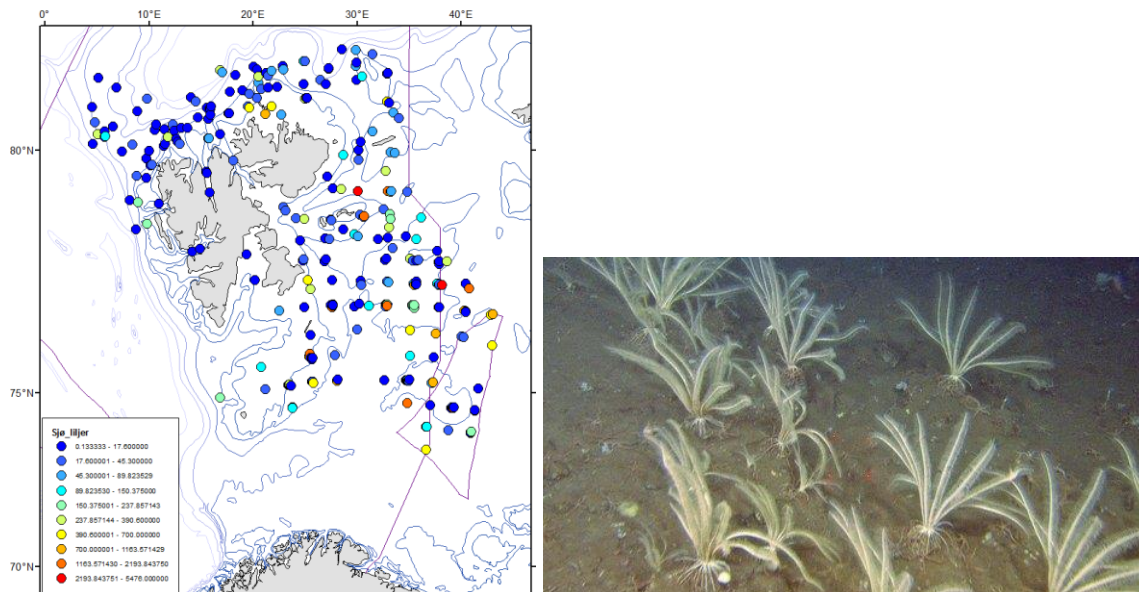 0° 10°E 20°E 30°E 40°E
80°N
75°N
70°N
Sjø_liljer
0.133333 - 17.600000
17.600001 - 45.300000
45.300001 - 89.823529
89.823530 - 150.375000
150.375001 - 237.857143
237.857144 - 390.600000
390.600001 - 700.000000
700.000001 - 1163.571429
1163.571430 - 2193.843750
2193.843751 - 5476.000000